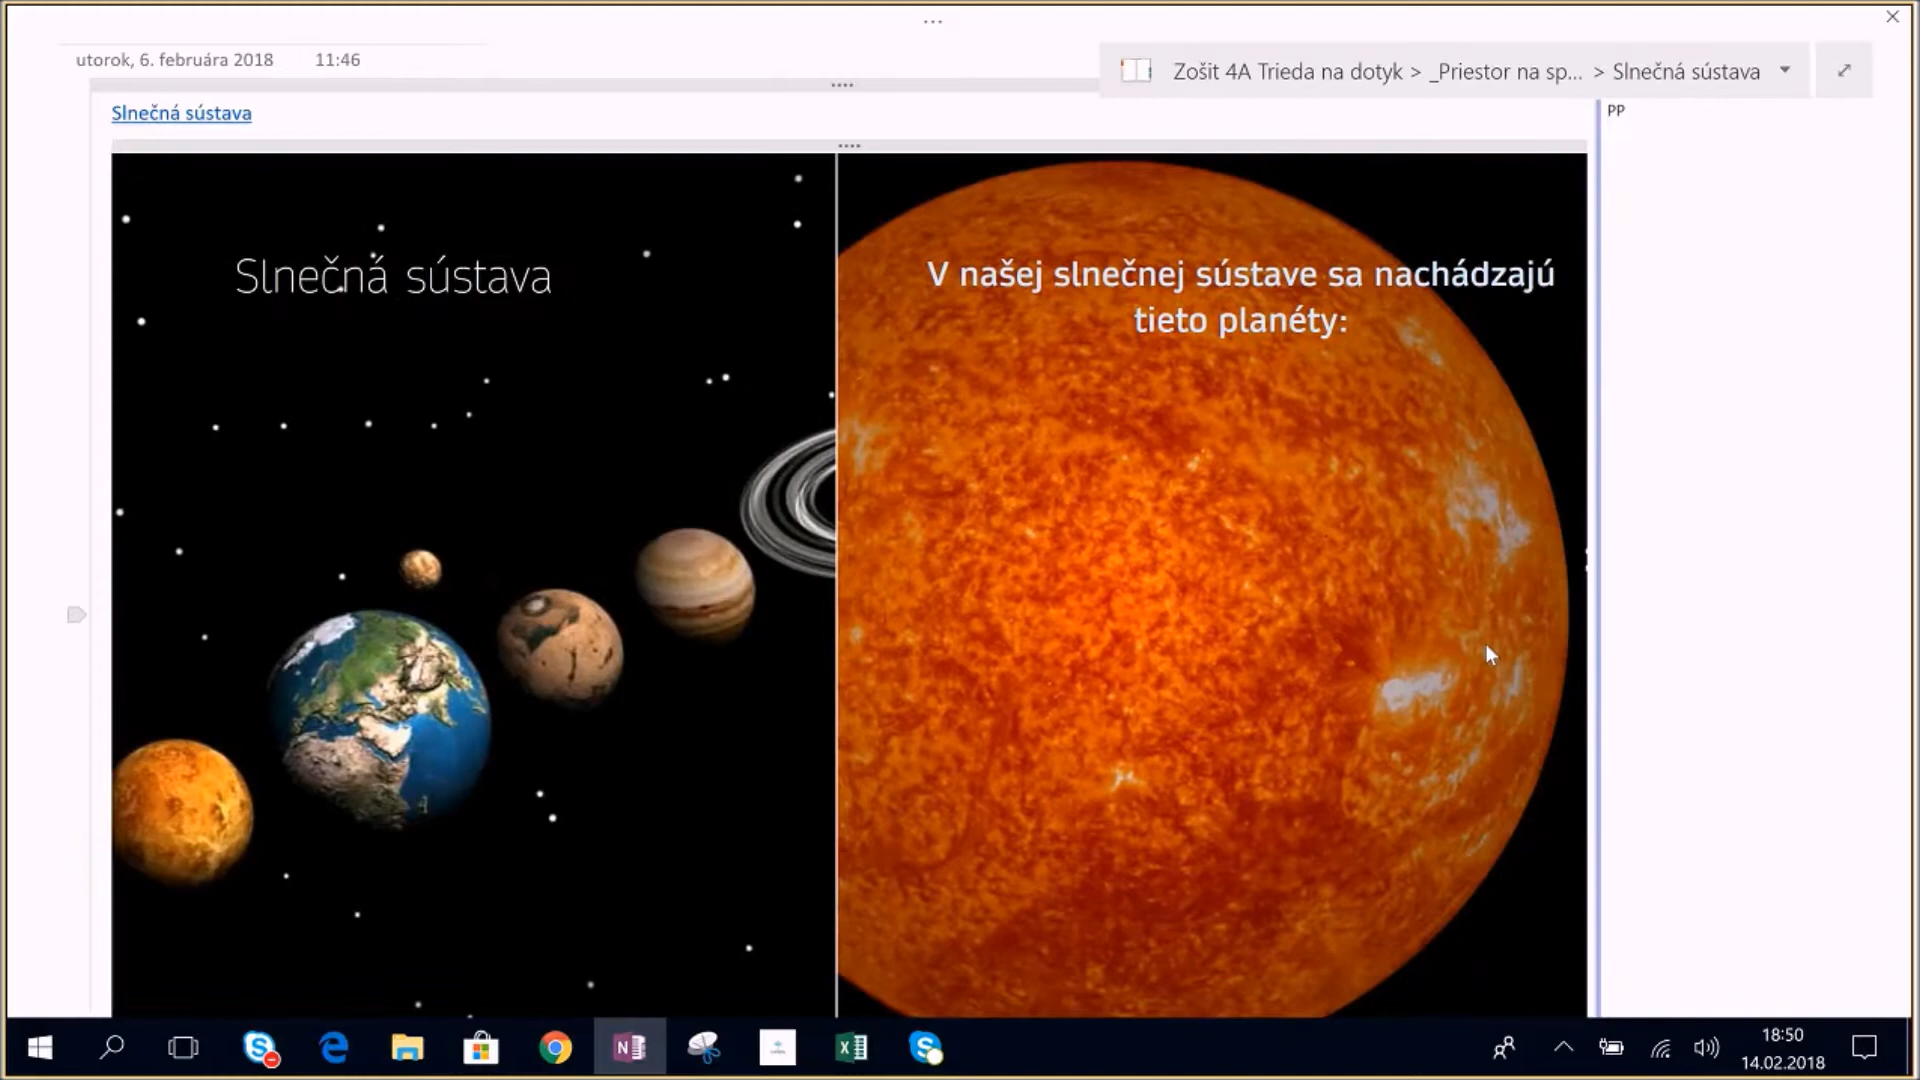 utorok, 6. februára 2018 11:46
Zošit 4A Trieda na dotyk > _Priestor na sp... > Slnečná sústava
Slnečná sústava
PP
Slnečná sústava
V našej slnečnej sústave sa nachádzajú
tieto planéty:
18:50
14.02.2018